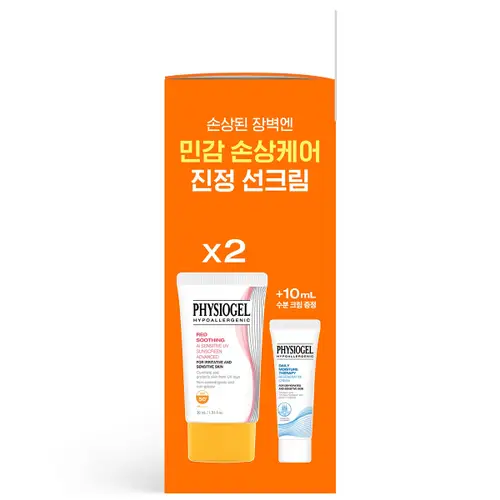 손상된 장벽엔
민감 손상케어
진정 선크림
x2
+10mL
수분 크림 증정
PHYSIOGEL
HYPOALLERGENIC
RED
SOOTHING
AI SENSITIVE UV
SUNSCREEN
ADVANCED
FOR IRRITATIVE AND
SENSITIVE SKIN
PHYSIOGEL
HYPOALLERGENIC
DAILY
MOISTURE
THERAPY